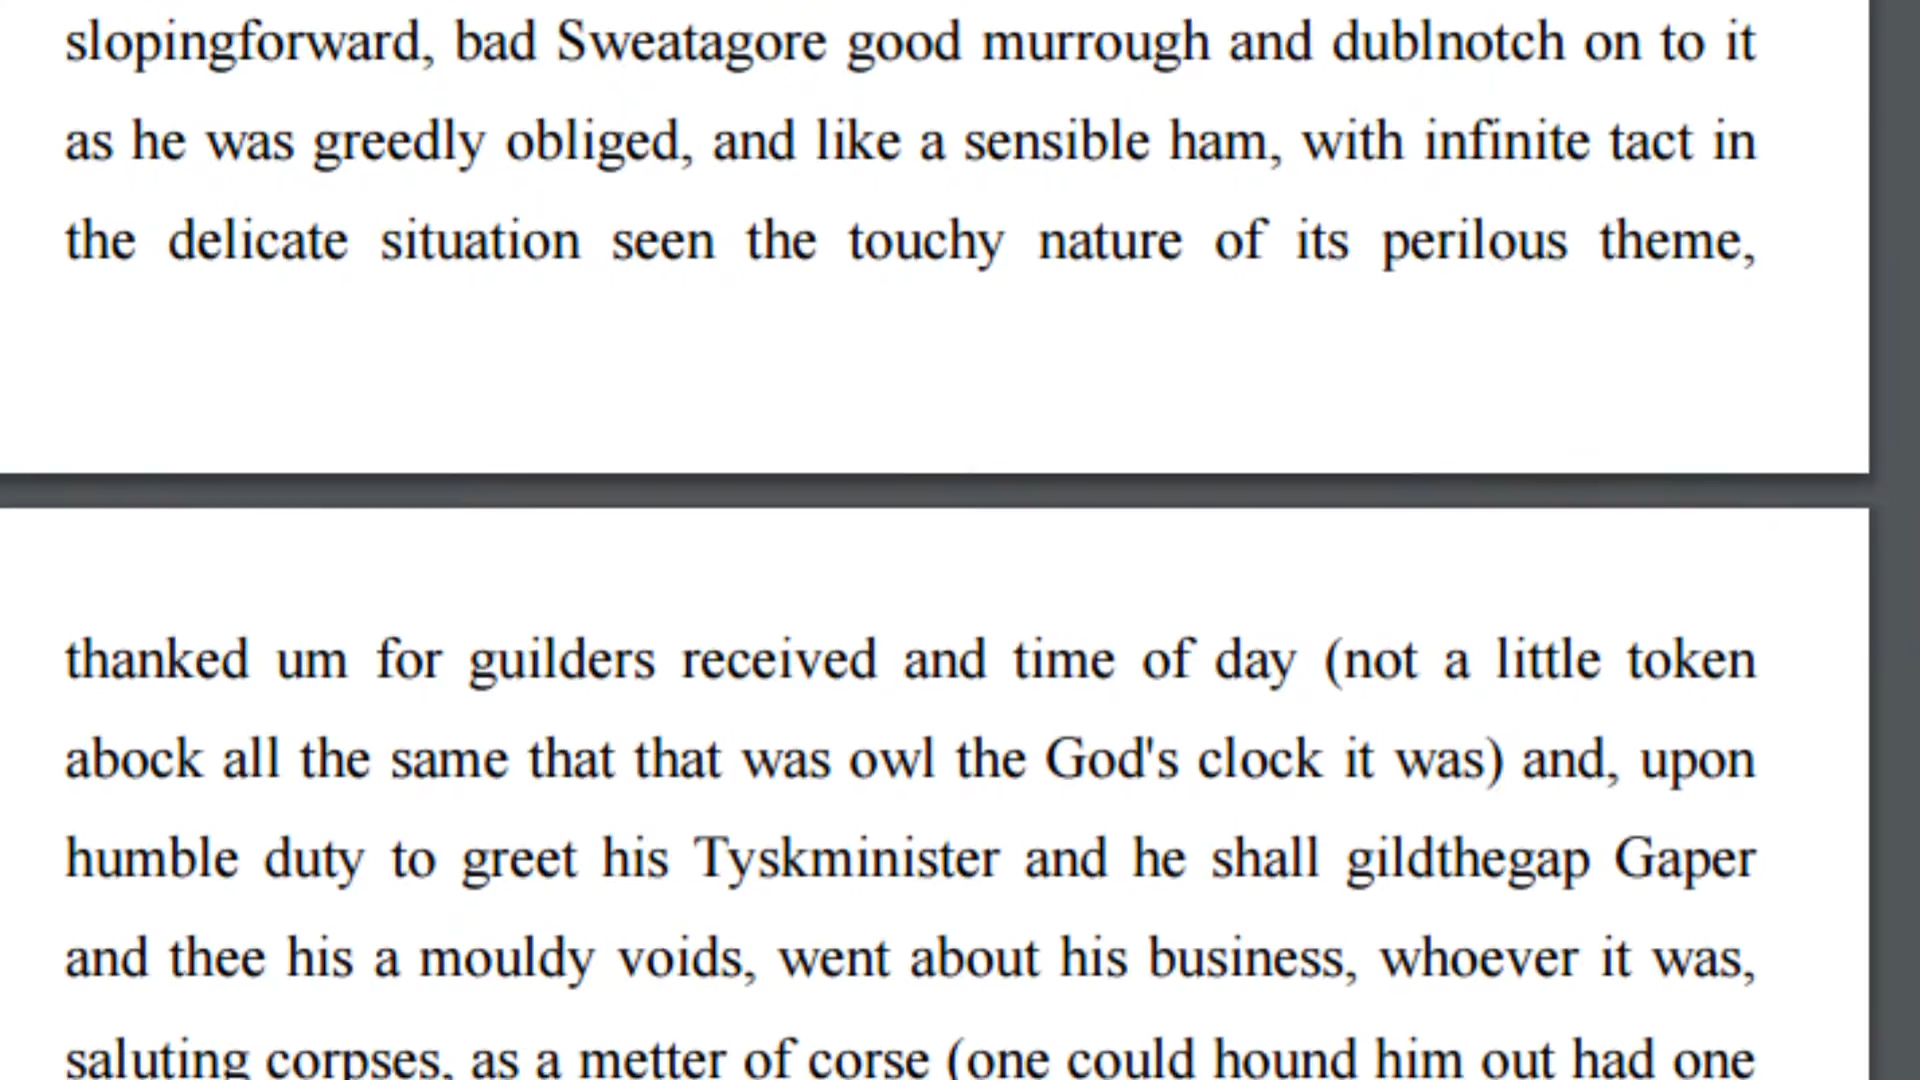 slopingforward, bad Sweatagore good murrough and dublnotch on to it
as he was greedly obliged, and like a sensible ham, with infinite tact in
the delicate situation seen the touchy nature of its perilous theme,
thanked um for guilders received and time of day (not a little token
abock all the same that that was owl the God's clock it was) and, upon
humble duty to greet his Tyskminister and he shall gildthegap Gaper
and thee his a mouldy voids, went about his business, whoever it was,
saluting corpses, as a metter of corse (one could hound him out had one